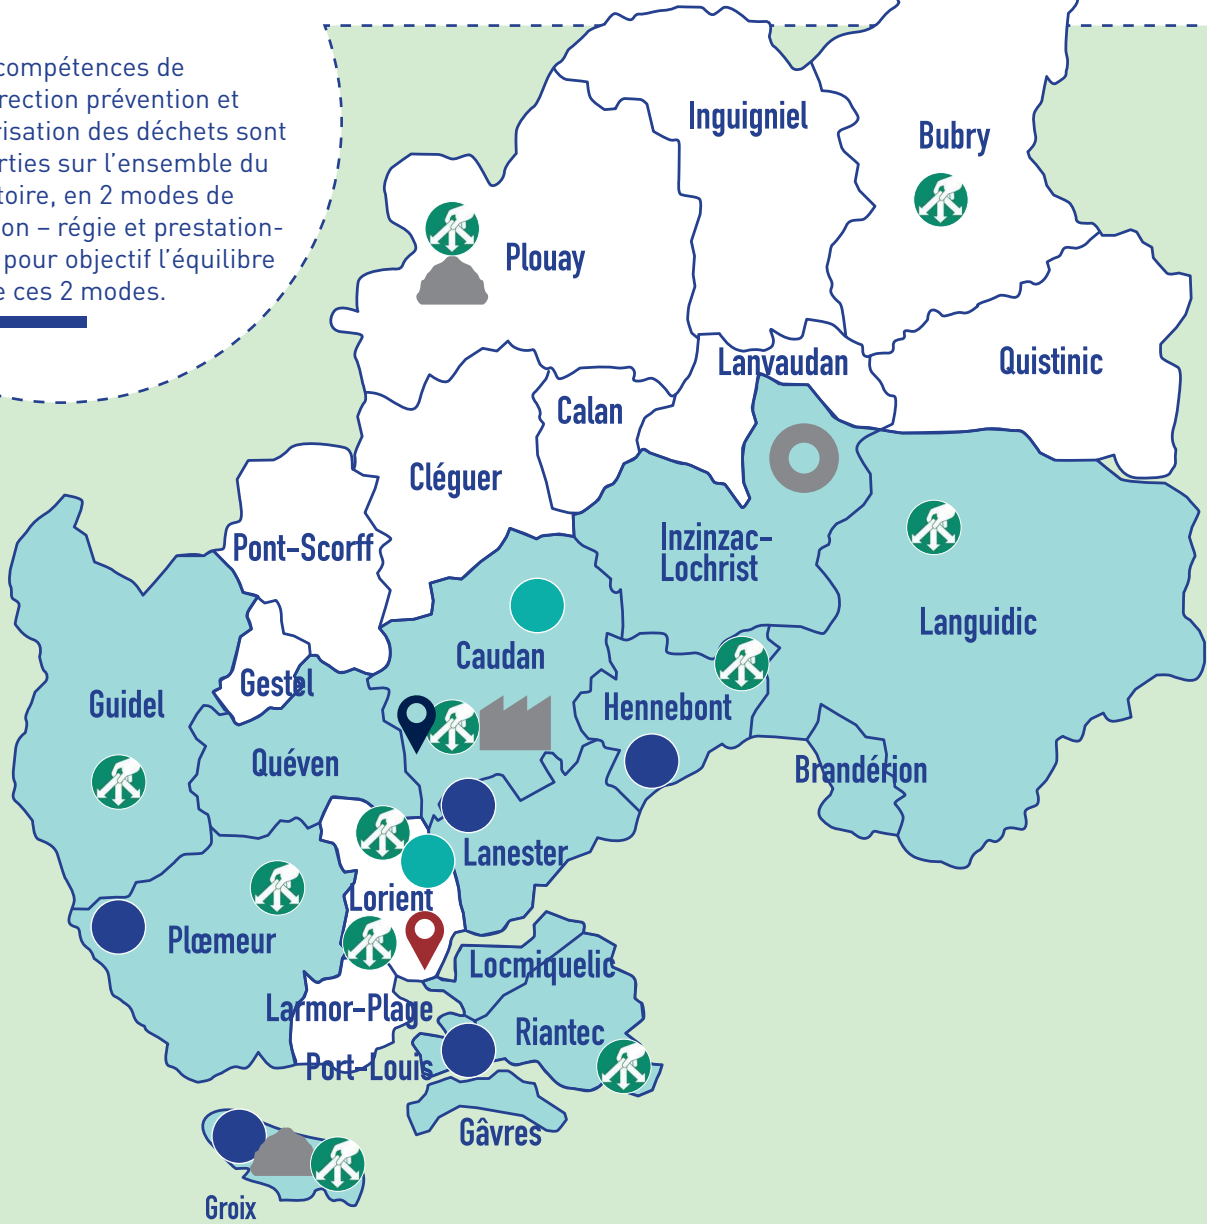 compétences de
rection prévention et
risation des déchets sont
rties sur l’ensemble du
toire, en 2 modes de
on – régie et prestation-
pour objectif l’équilibre
e ces 2 modes.
Inguigniel
Bubry
Plouay
Lanvaudan
Quistinic
Calan
Cléguer
Pont-Scorff
Inzinzac-
Lochrist
Languidic
Caudan
Gestel
Guidel
Hennebont
Quéven
Brandérion
Lanester
Lorient
Plœmeur
Locmiquelic
Larmor-Plage
Riantec
Port-Louis
Gâvres
Groix